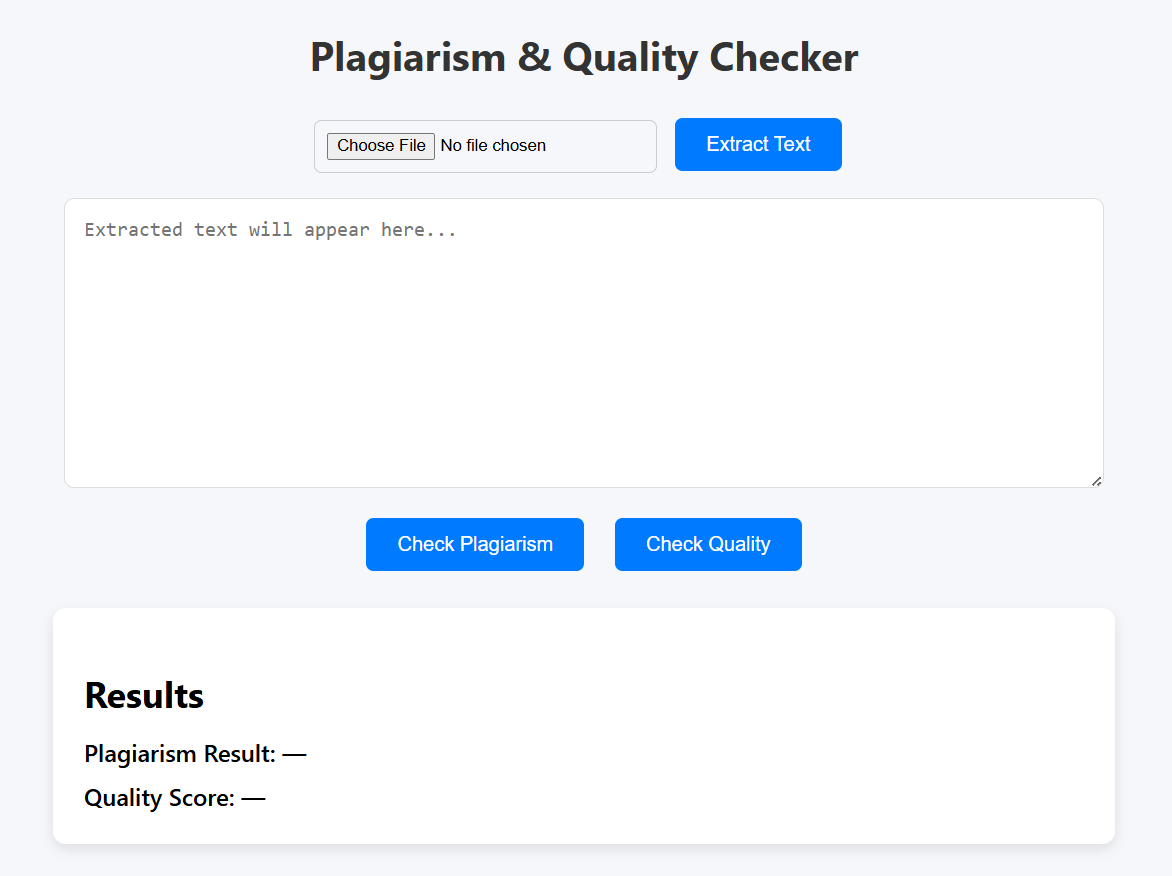 Plagiarism & Quality Checker
Choose File No file chosen
Extract Text
Extracted text will appear here...
Check Plagiarism
Check Quality
Results
Plagiarism Result: —
Quality Score: —